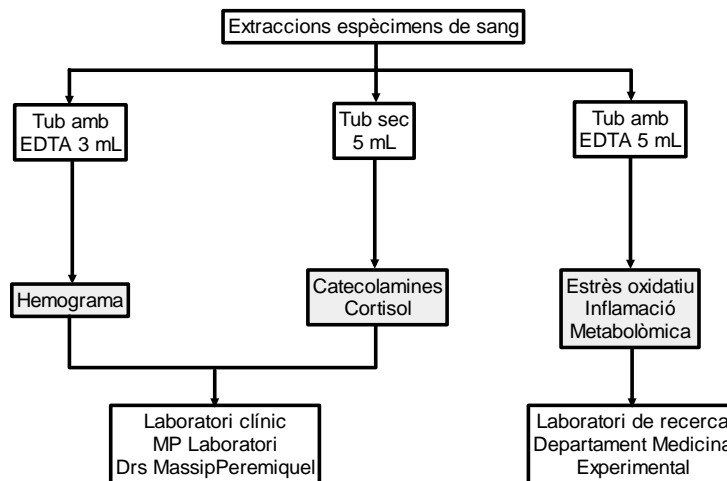 Extraccions espècimens de sang
Tub amb
EDTA 3 mL
Tub sec
5 mL
Tub amb
EDTA 5 mL
Hemograma
Catecolamines
Cortisol
Estrès oxidatiu
Inflamació
Metabolòmica
Laboratori clínic
MP Laboratori
Drs MassipPeremiquel
Laboratori de recerca
Departament Medicina
Experimental